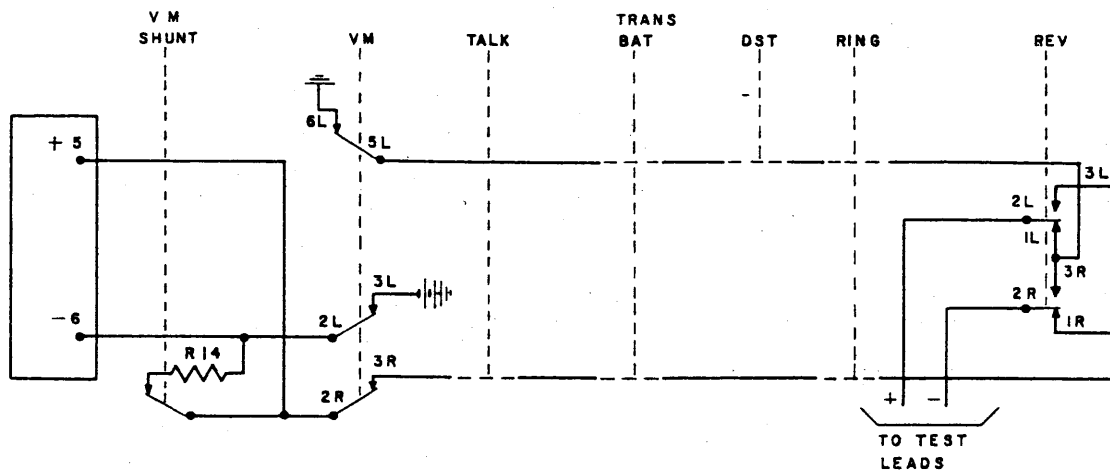 V M
SHUNT
VM
TALK
TRANS
BAT
DST
RING
REV
6L
5L
+ 5
3L
2L
1L
3R
2R
1R
3L
2L
- 6
R 14
3R
2R
+
-
TO TEST
LEADS